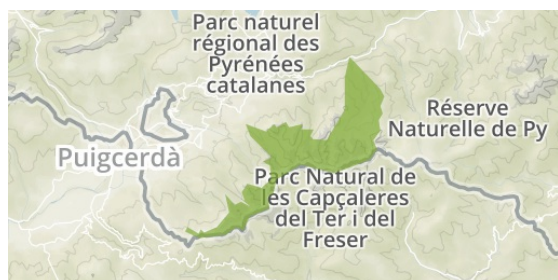 Parc naturel
régional des
Pyrénées
catalanes
Réserve
Naturelle de Py
Puigcerdà
Parc Natural de
les Capçaleres
del Ter i del
Freser